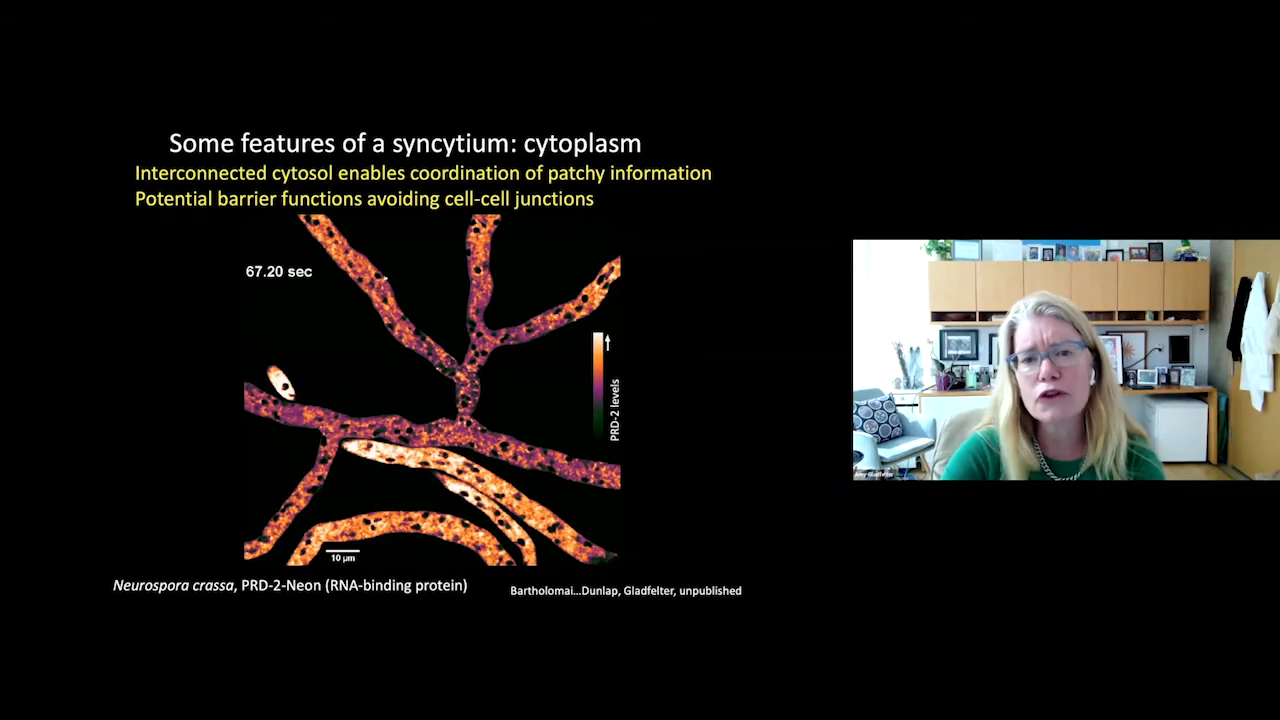 Some features of a syncytium: cytoplasm
Interconnected cytosol enables coordination of patchy information
Potential barrier functions avoiding cell-cell junctions
67.20 sec
PRD-2 levels
10 µm
Neurospora crassa, PRD-2-Neon (RNA-binding protein)
Bartholomai...Dunlap, Gladfelter, unpublished
Amy Gladfelter